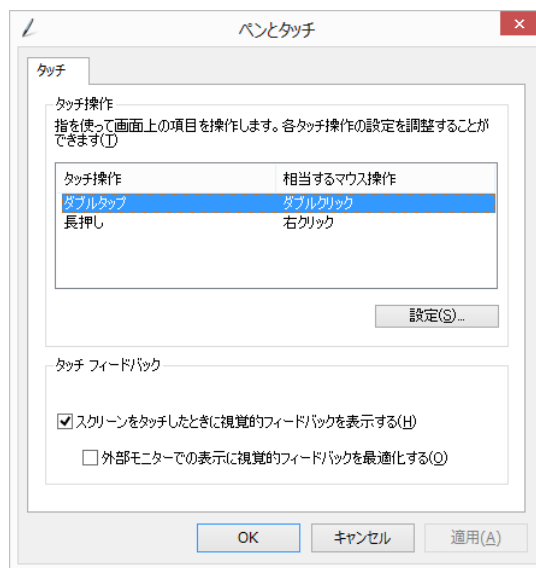 ペンとタッチ
タッチ
タッチ操作
指を使って画面上の項目を操作します。各タッチ操作の設定を調整することが
できます(T)
タッチ操作 相当するマウス操作
ダブルタップ ダブルクリック
長押し 右クリック
設定(S)...
タッチ フィードバック
スクリーンをタッチしたときに視覚的フィードバックを表示する(H)
外部モニターでの表示に視覚的フィードバックを最適化する(O)
OK キャンセル 適用(A)